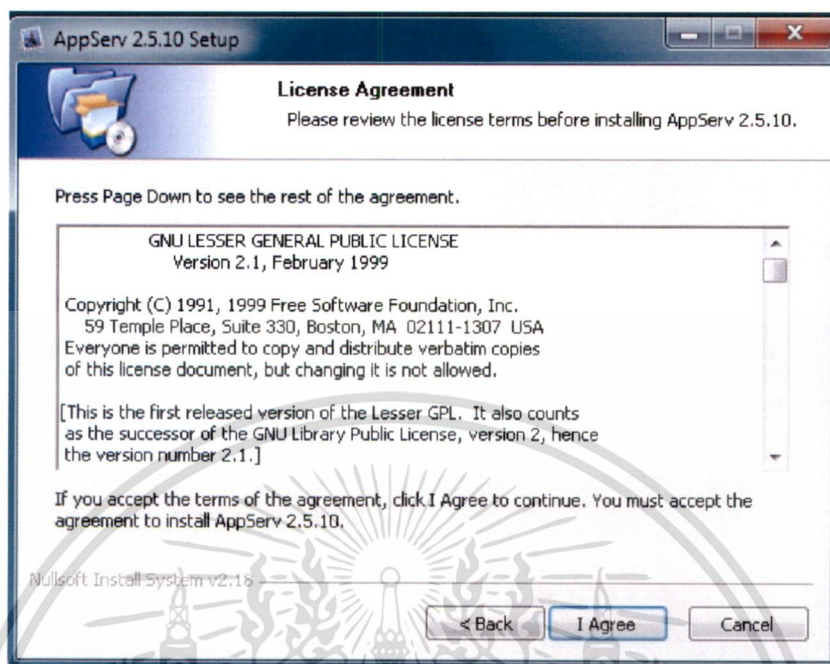 AppServ 2.5.10 Setup
License Agreement
Please review the license terms before installing AppServ 2.5.10.
Press Page Down to see the rest of the agreement.
GNU LESSER GENERAL PUBLIC LICENSE
Version 2.1, February 1999
Copyright (C) 1991, 1999 Free Software Foundation, Inc.
59 Temple Place, Suite 330, Boston, MA 02111-1307 USA
Everyone is permitted to copy and distribute verbatim copies
of this license document, but changing it is not allowed.
[This is the first released version of the Lesser GPL. It also counts
as the successor of the GNU Library Public License, version 2, hence
the version number 2.1.]
If you accept the terms of the agreement, click I Agree to continue. You must accept the
agreement to install AppServ 2.5.10.
Nullsoft Install System v2.18
< Back I Agree Cancel